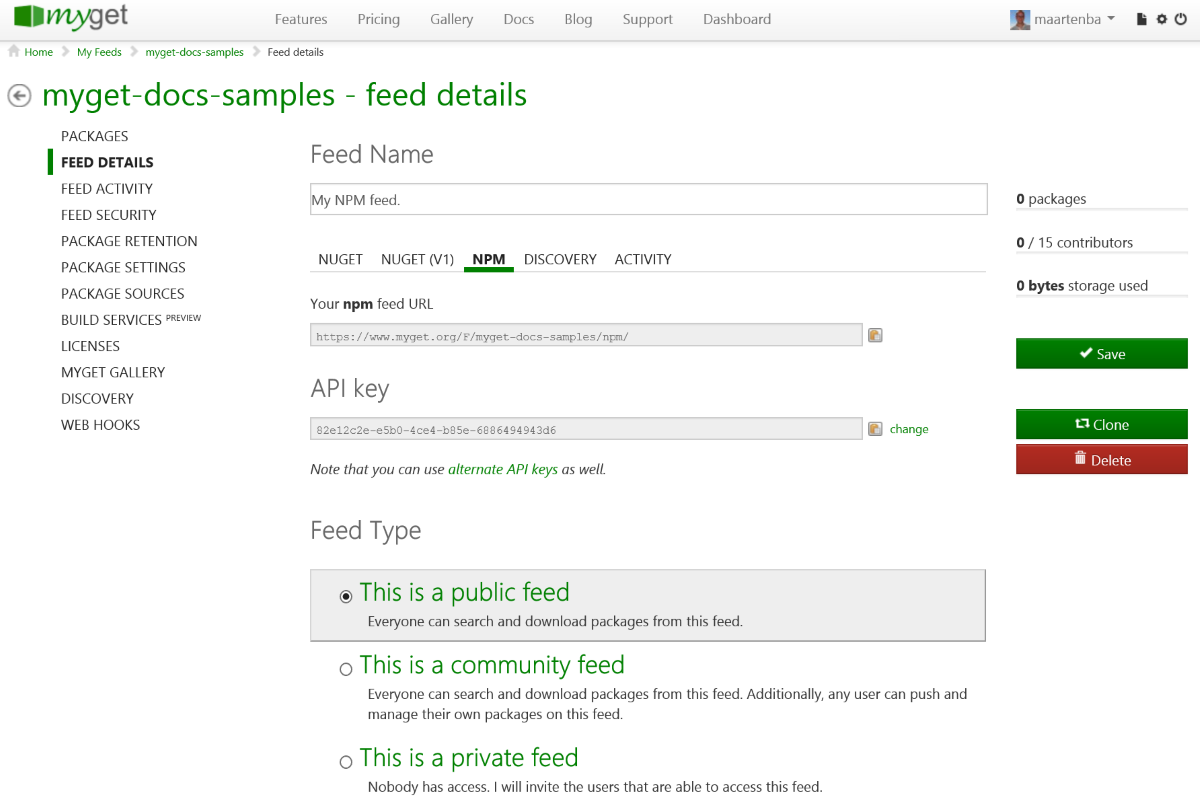 myget
Features Pricing Gallery Docs Blog Support Dashboard
maartenba
Home My Feeds myget-docs-samples Feed details
myget-docs-samples - feed details
PACKAGES
FEED DETAILS
FEED ACTIVITY
FEED SECURITY
PACKAGE RETENTION
PACKAGE SETTINGS
PACKAGE SOURCES
BUILD SERVICES PREVIEW
LICENSES
MYGET GALLERY
DISCOVERY
WEB HOOKS
Feed Name
My NPM feed.
NUGET NUGET (V1) NPM DISCOVERY ACTIVITY
Your npm feed URL
https://www.myget.org/F/myget-docs-samples/npm/
API key
82e12c2e-e5b0-4ce4-b85e-6886494943d6
change
Note that you can use alternate API keys as well.
Feed Type
This is a public feed
Everyone can search and download packages from this feed.
This is a community feed
Everyone can search and download packages from this feed. Additionally, any user can push and
manage their own packages on this feed.
This is a private feed
Nobody has access. I will invite the users that are able to access this feed.
0 packages
0 / 15 contributors
0 bytes storage used
Save
Clone
Delete